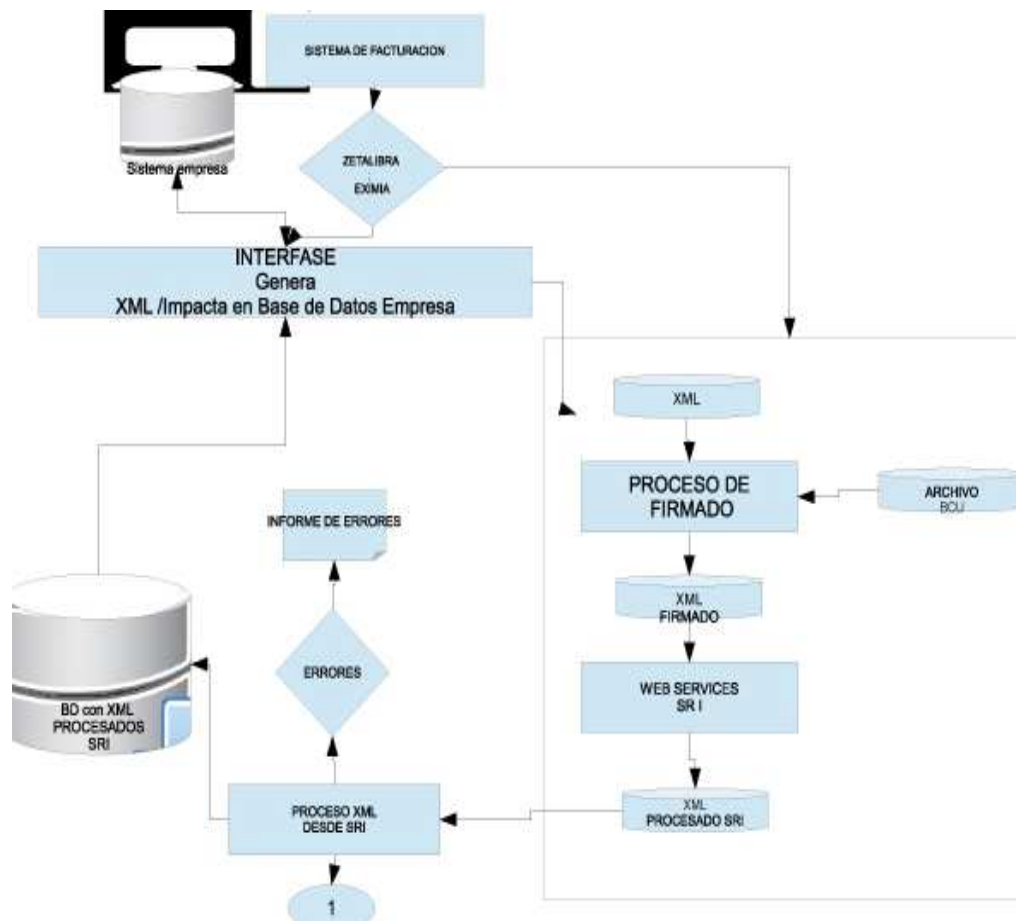 SISTEMA DE FACTURACION
Sistema empresa
ZETALIBRA
EXIMIA
INTERFASE
Genera
XML /Impacta en Base de Datos Empresa
XML
PROCESO DE
FIRMADO
ARCHIVO
BCU
INFORME DE ERRORES
XML
FIRMADO
ERRORES
WEB SERVICES
SR I
BD con XML
PROCESADOS
SRI
PROCESO XML
DESDE SRI
XML
PROCESADO SRI
1